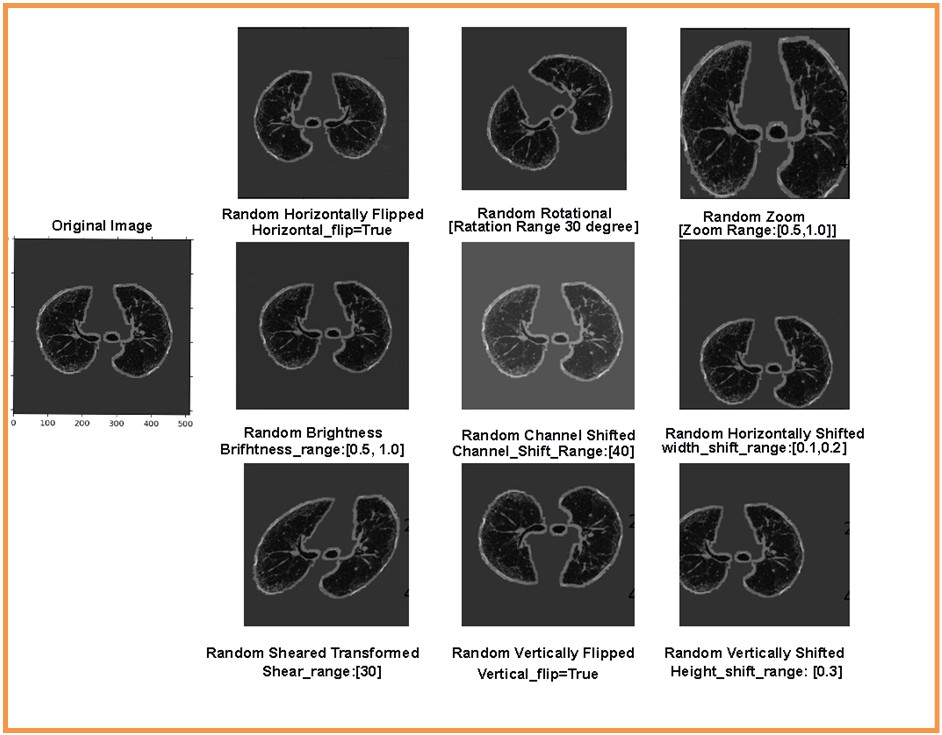 Random Horizontally Flipped
Horizontal_flip=True
Random Rotational
[Ratation Range 30 degree]
Random Zoom
[Zoom Range:[0.5,1.0]]
Original Image
0 100 200 300 400 500
Random Brightness
Brifhtness_range:[0.5, 1.0]
Random Channel Shifted
Channel_Shift_Range:[40]
Random Horizontally Shifted
width_shift_range:[0.1,0.2]
Random Sheared Transformed
Shear_range:[30]
Random Vertically Flipped
Vertical_flip=True
Random Vertically Shifted
Height_shift_range: [0.3]